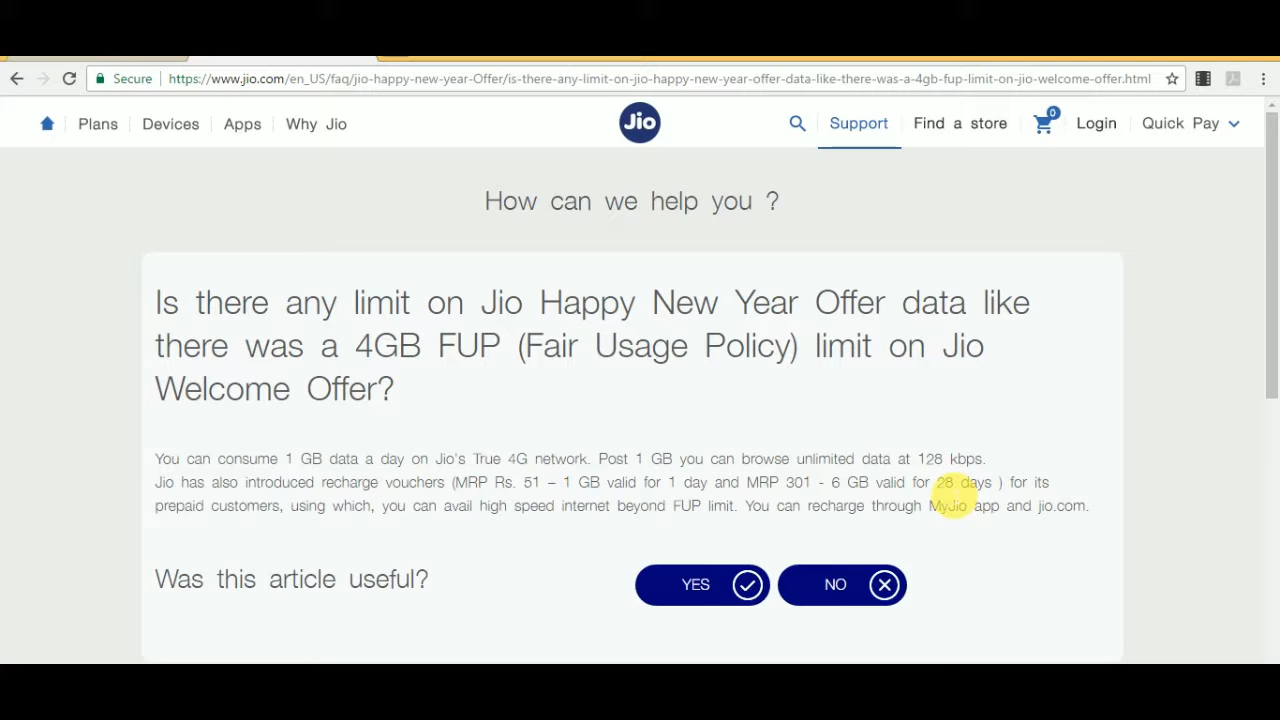 Secure https://www.jio.com/en_US/faq/jio-happy-new-year-Offer/is-there-any-limit-on-jio-happy-new-year-offer-data-like-there-was-a-4gb-fup-limit-on-jio-welcome-offer.html
Plans Devices Apps Why Jio Jio Support Find a store 0 Login Quick Pay
How can we help you ?
Is there any limit on Jio Happy New Year Offer data like
there was a 4GB FUP (Fair Usage Policy) limit on Jio
Welcome Offer?
You can consume 1 GB data a day on Jio's True 4G network. Post 1 GB you can browse unlimited data at 128 kbps.
Jio has also introduced recharge vouchers (MRP Rs. 51 – 1 GB valid for 1 day and MRP 301 - 6 GB valid for 28 days ) for its
prepaid customers, using which, you can avail high speed internet beyond FUP limit. You can recharge through MyJio app and jio.com.
Was this article useful? YES NO